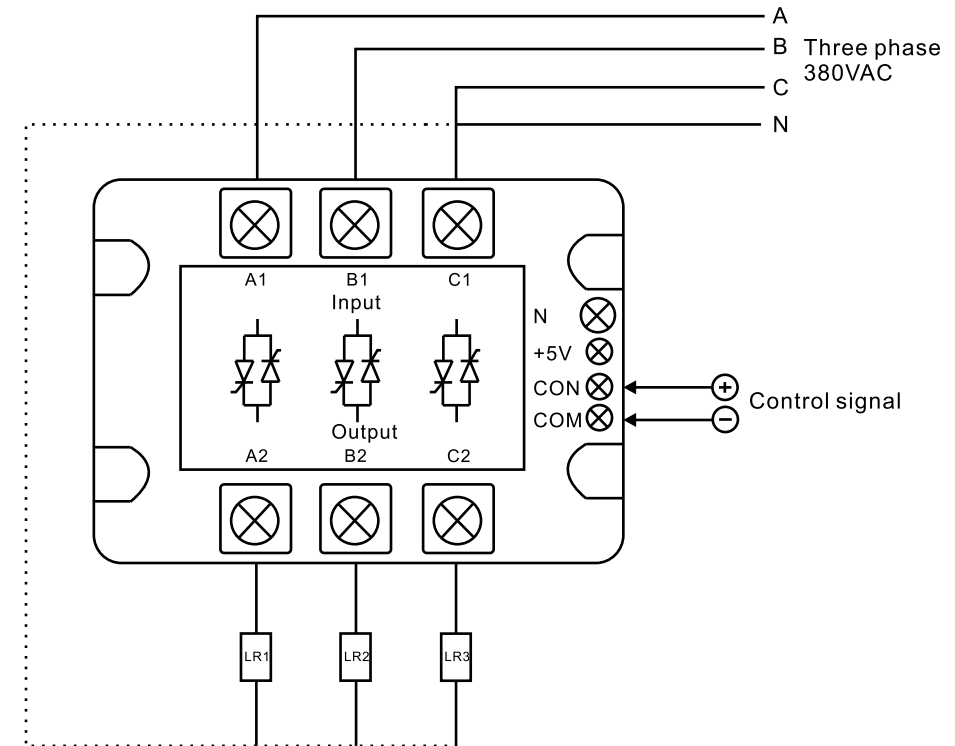 A
B Three phase
380VAC
C
N
A1 B1 C1
Input
N
+5V
CON
COM
Control signal
Output
A2 B2 C2
LR1 LR2 LR3